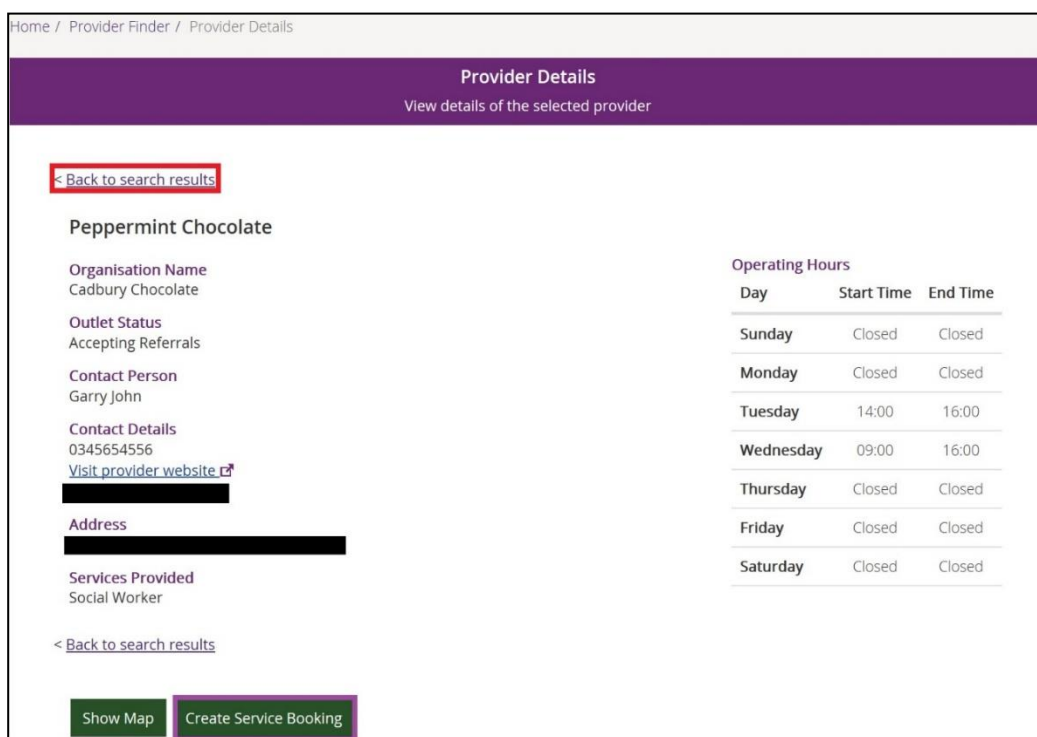 Home / Provider Finder / Provider Details
Provider Details
View details of the selected provider
< Back to search results
Peppermint Chocolate
Organisation Name
Cadbury Chocolate
Outlet Status
Accepting Referrals
Contact Person
Garry John
Contact Details
0345654556
Visit provider website
Address
Services Provided
Social Worker
Operating Hours
Day Start Time End Time
Sunday Closed Closed
Monday Closed Closed
Tuesday 14:00 16:00
Wednesday 09:00 16:00
Thursday Closed Closed
Friday Closed Closed
Saturday Closed Closed
< Back to search results
Show Map Create Service Booking